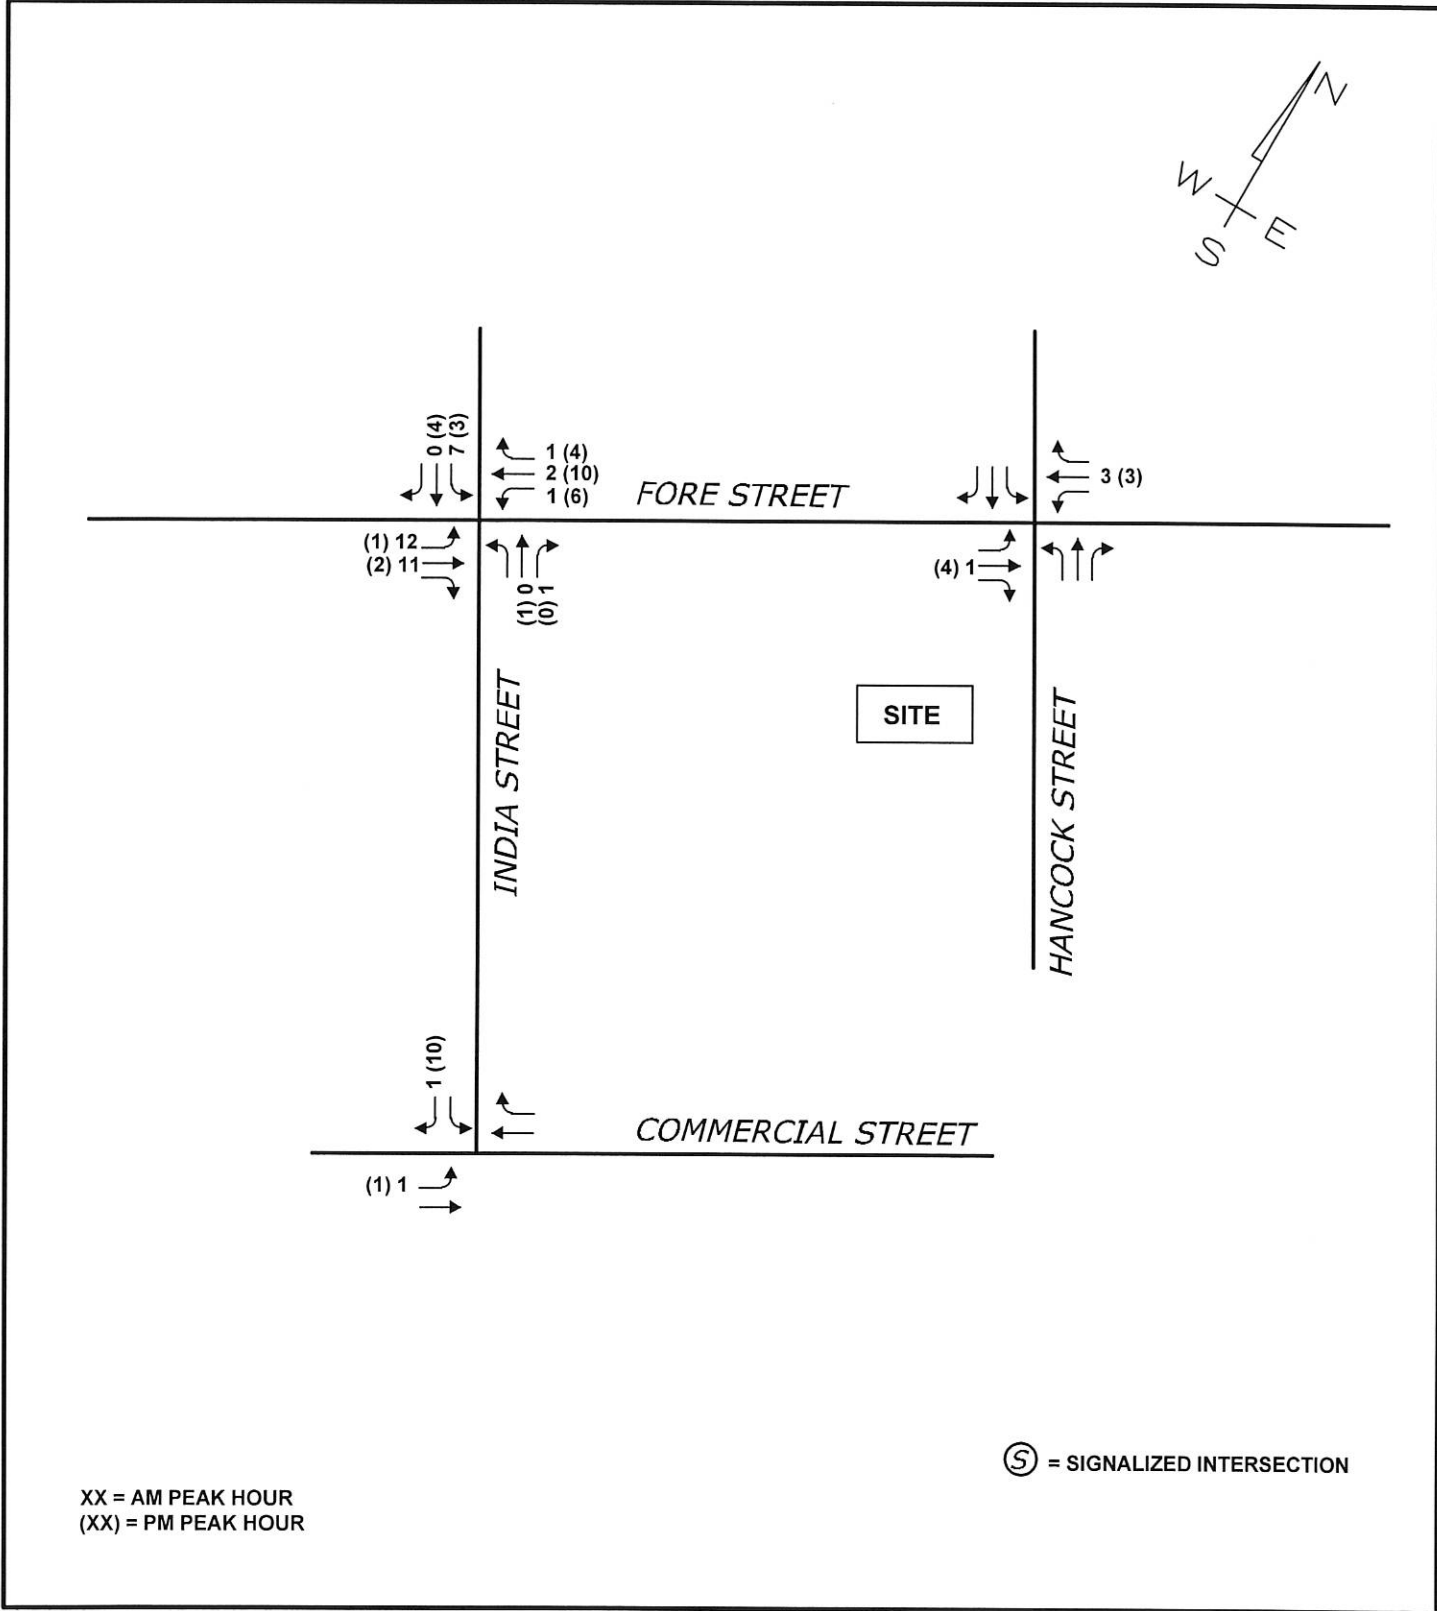 N
W
E
S
0 (4)
7 (3)
1 (4)
2 (10)
1 (6)
FORE STREET
3 (3)
(1) 12
(2) 11
(1) 0
(0) 1
(4) 1
SITE
INDIA STREET
HANCOCK STREET
1 (10)
COMMERCIAL STREET
(1) 1
S = SIGNALIZED INTERSECTION
XX = AM PEAK HOUR
(XX) = PM PEAK HOUR